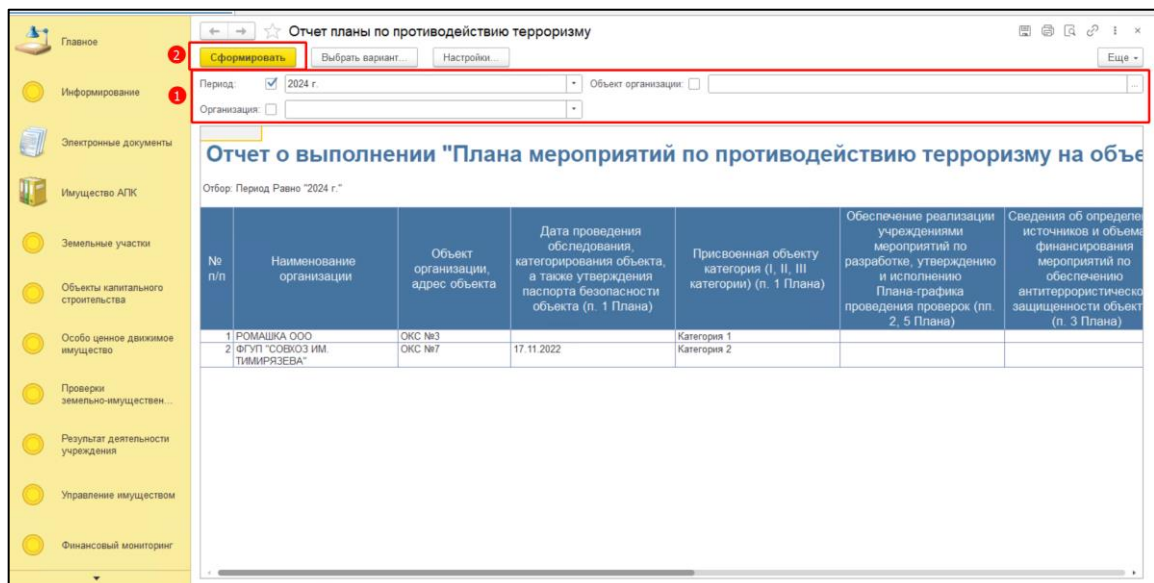 Главное
Информирование
Электронные документы
Имущество АПК
Земельные участки
Объекты капитального
строительства
Особо ценное движимое
имущество
Проверки
земельно-имуществен...
Результат деятельности
учреждения
Управление имуществом
Финансовый мониторинг
Отчет планы по противодействию терроризму
2
Сформировать
Выбрать вариант...
Настройки...
Еще
1
Период:
2024 г.
Объект организации:
Организация:
Отчет о выполнении "Плана мероприятий по противодействию терроризму на объе
Отбор: Период Равно "2024 г."
№
п/п
Наименование
организации
Объект
организации,
адрес объекта
Дата проведения
обследования,
категорирования объекта,
а также утверждения
паспорта безопасности
объекта (п. 1 Плана)
Присвоенная объекту
категория (I, II, III
категории) (п. 1 Плана)
Обеспечение реализации
учреждениями
мероприятий по
разработке, утверждению
и исполнению
Плана-графика
проведения проверок (пп.
2, 5 Плана)
Сведения об определе
источников и объема
финансирования
мероприятий по
обеспечению
антитеррористическо
защищенности объект
(п. 3 Плана)
1 РОМАШКА ООО ОКС №3 Категория 1
2 ФГУП "СОВХОЗ ИМ. ОКС №7 17.11.2022 Категория 2
ТИМИРЯЗЕВА"